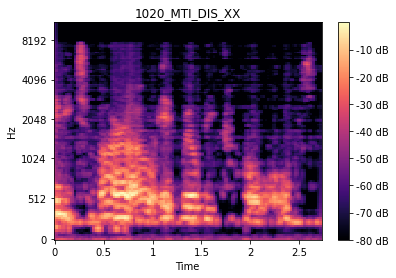 1020_MTI_DIS_XX
8192
4096
2048
1024
512
0
Hz
0 0.5 1 1.5 2 2.5
Time
-10 dB
-20 dB
-30 dB
-40 dB
-50 dB
-60 dB
-70 dB
-80 dB